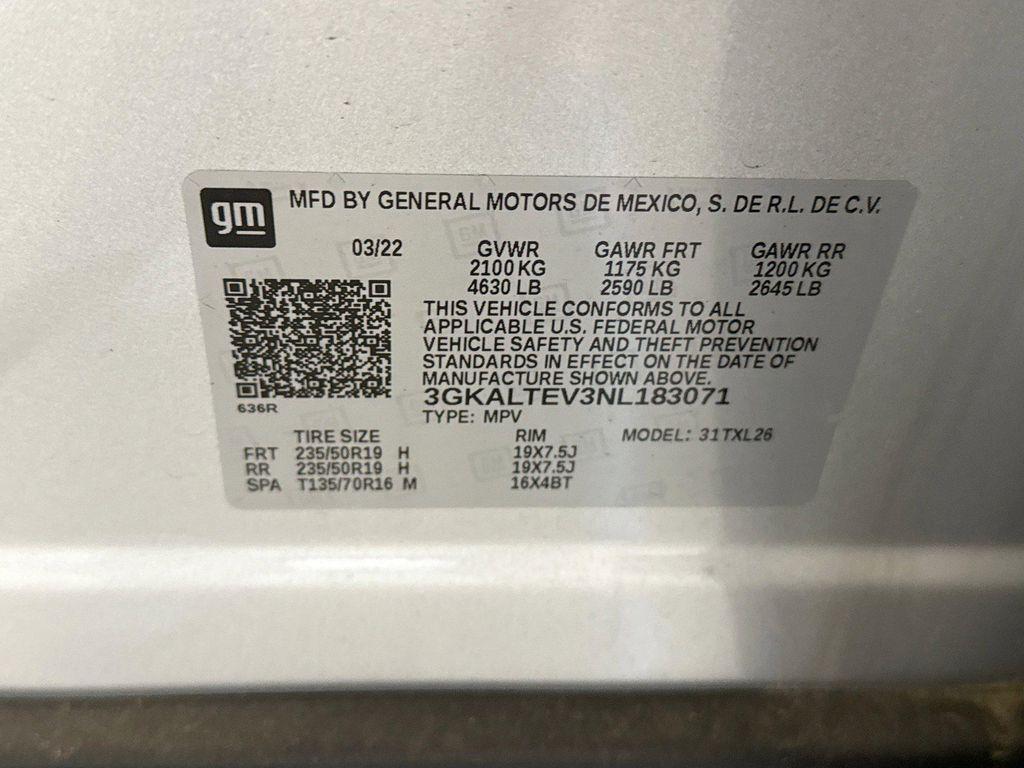 gm MFD BY GENERAL MOTORS DE MEXICO, S. DE R.L. DE C.V.
03/22 GVWR GAWR FRT GAWR RR
2100 KG 1175 KG 1200 KG
4630 LB 2590 LB 2645 LB
THIS VEHICLE CONFORMS TO ALL
APPLICABLE U.S. FEDERAL MOTOR
VEHICLE SAFETY AND THEFT PREVENTION
STANDARDS IN EFFECT ON THE DATE OF
MANUFACTURE SHOWN ABOVE.
3GKALTEV3NL183071
636R
TYPE: MPV
TIRE SIZE RIM MODEL: 31TXL26
FRT 235/50R19 H 19X7.5J
RR 235/50R19 H 19X7.5J
SPA T135/70R16 M 16X4BT